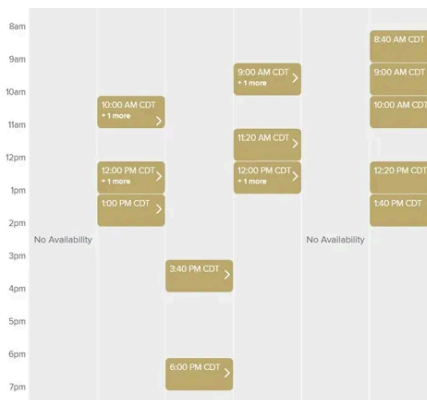 8am
9am
10am
11am
12pm
1pm
2pm
3pm
4pm
5pm
6pm
7pm
No Availability
10:00 AM CDT
+ 1 more
12:00 PM CDT
+ 1 more
1:00 PM CDT
3:40 PM CDT
6:00 PM CDT
9:00 AM CDT
+ 1 more
11:20 AM CDT
12:00 PM CDT
+ 1 more
No Availability
8:40 AM CDT
9:00 AM CDT
10:00 AM CDT
12:20 PM CDT
1:40 PM CDT